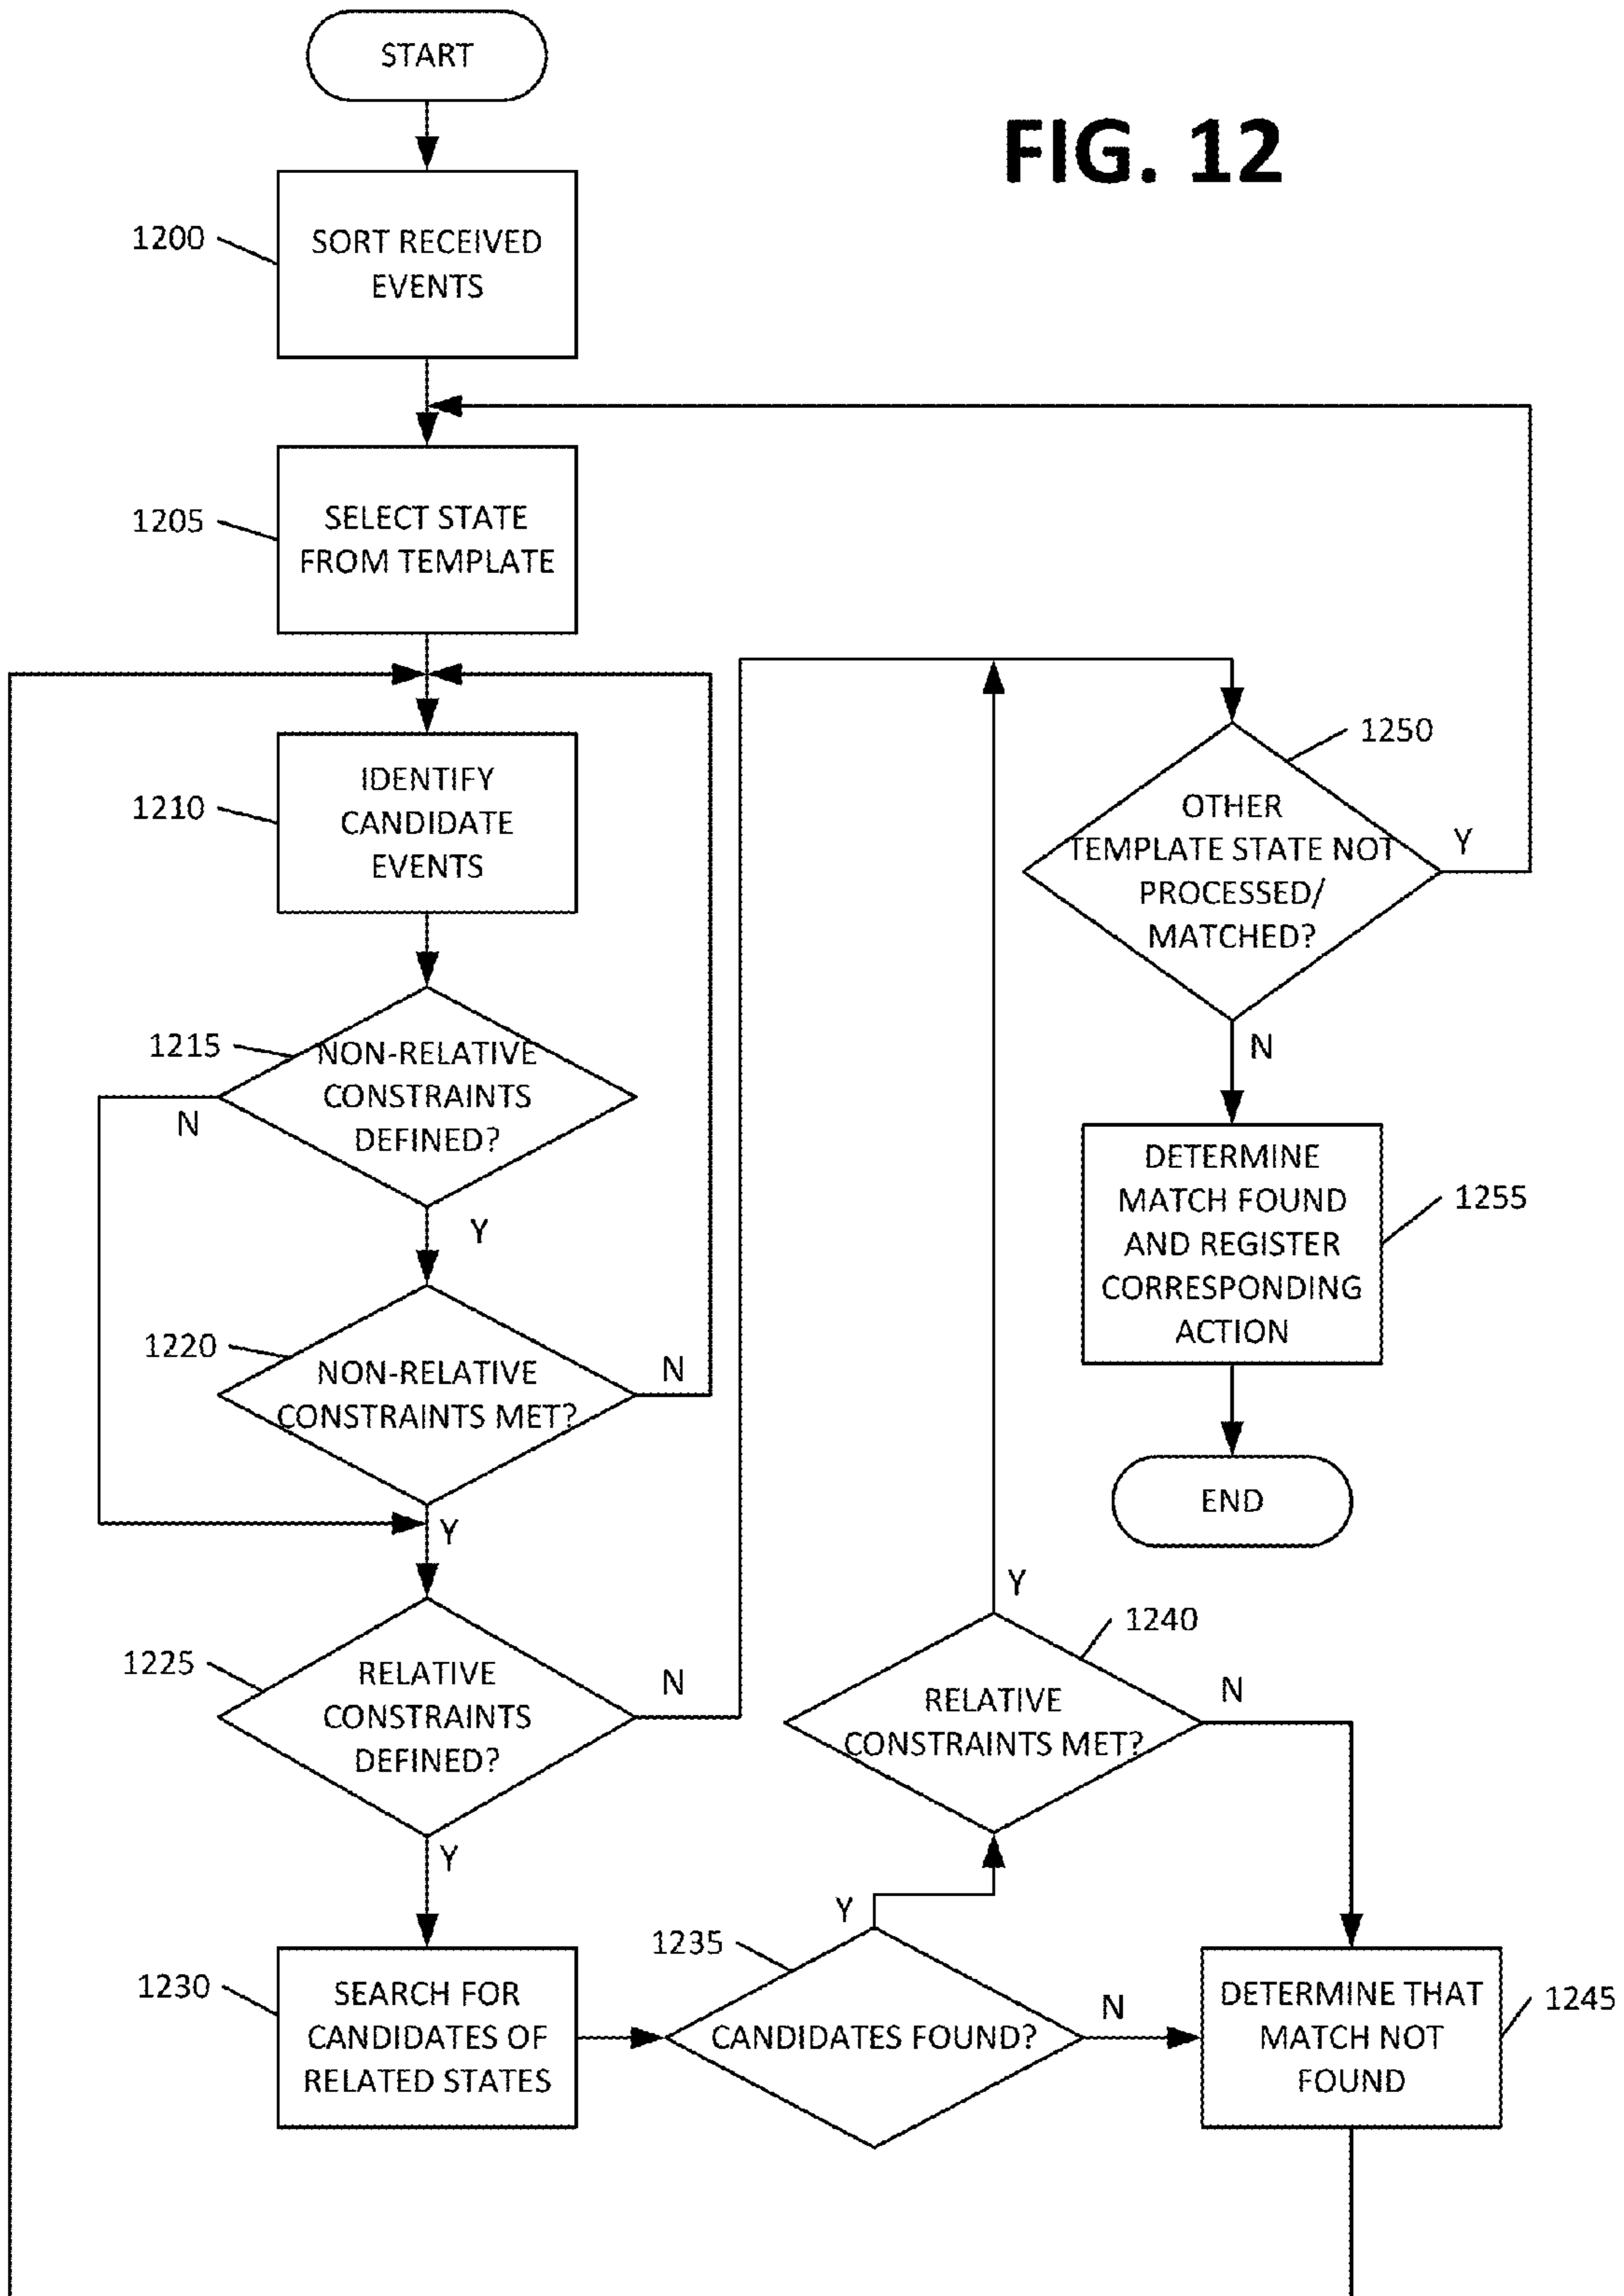 START
FIG. 12
1200
SORT RECEIVED
EVENTS
1205
SELECT STATE
FROM TEMPLATE
1210
IDENTIFY
CANDIDATE
EVENTS
1215
NON-RELATIVE
CONSTRAINTS
DEFINED?
N
Y
1220
NON-RELATIVE
CONSTRAINTS MET?
N
Y
1225
RELATIVE
CONSTRAINTS
DEFINED?
N
Y
1230
SEARCH FOR
CANDIDATES OF
RELATED STATES
1235
CANDIDATES FOUND?
Y
N
1240
RELATIVE
CONSTRAINTS MET?
Y
N
1245
DETERMINE THAT
MATCH NOT
FOUND
1250
OTHER
TEMPLATE STATE NOT
PROCESSED/
MATCHED?
Y
N
1255
DETERMINE
MATCH FOUND
AND REGISTER
CORRESPONDING
ACTION
END